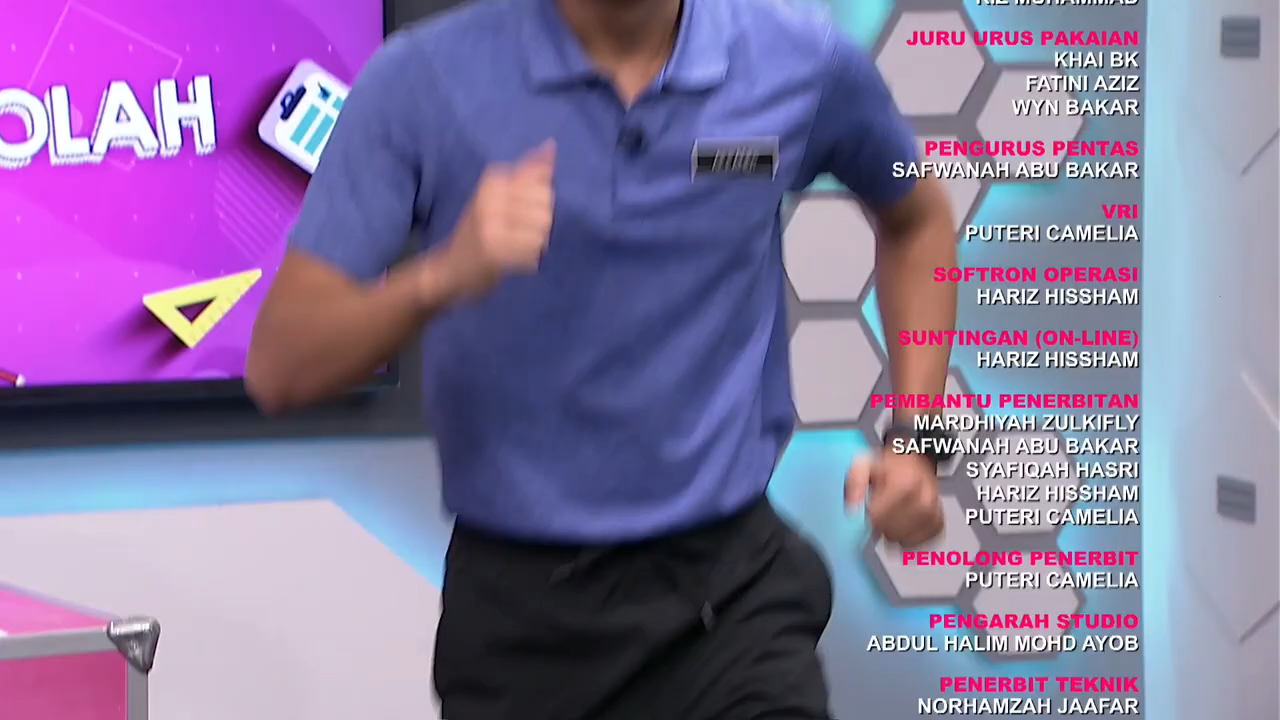 OLAH
RIZ MUHAMMAD
JURU URUS PAKAIAN
KHAI BK
FATINI AZIZ
WYN BAKAR
PENGURUS PENTAS
SAFWANAH ABU BAKAR
VRI
PUTERI CAMELIA
SOFTRON OPERASI
HARIZ HISSHAM
SUNTINGAN (ON-LINE)
HARIZ HISSHAM
PEMBANTU PENERBITAN
MARDHIYAH ZULKIFLY
SAFWANAH ABU BAKAR
SYAFIQAH HASRI
HARIZ HISSHAM
PUTERI CAMELIA
PENOLONG PENERBIT
PUTERI CAMELIA
PENGARAH STUDIO
ABDUL HALIM MOHD AYOB
PENERBIT TEKNIK
NORHAMZAH JAAFAR